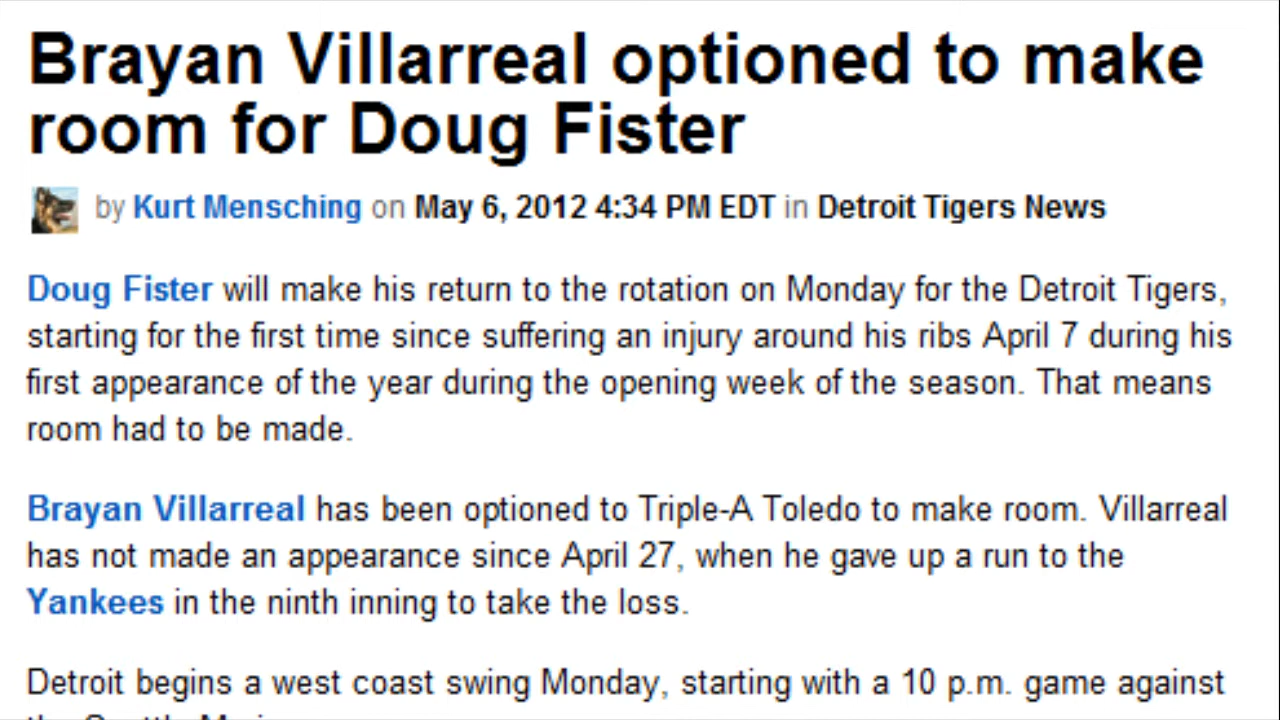 Brayan Villarreal optioned to make
room for Doug Fister
by Kurt Mensching on May 6, 2012 4:34 PM EDT in Detroit Tigers News
Doug Fister will make his return to the rotation on Monday for the Detroit Tigers,
starting for the first time since suffering an injury around his ribs April 7 during his
first appearance of the year during the opening week of the season. That means
room had to be made.
Brayan Villarreal has been optioned to Triple-A Toledo to make room. Villarreal
has not made an appearance since April 27, when he gave up a run to the
Yankees in the ninth inning to take the loss.
Detroit begins a west coast swing Monday, starting with a 10 p.m. game against